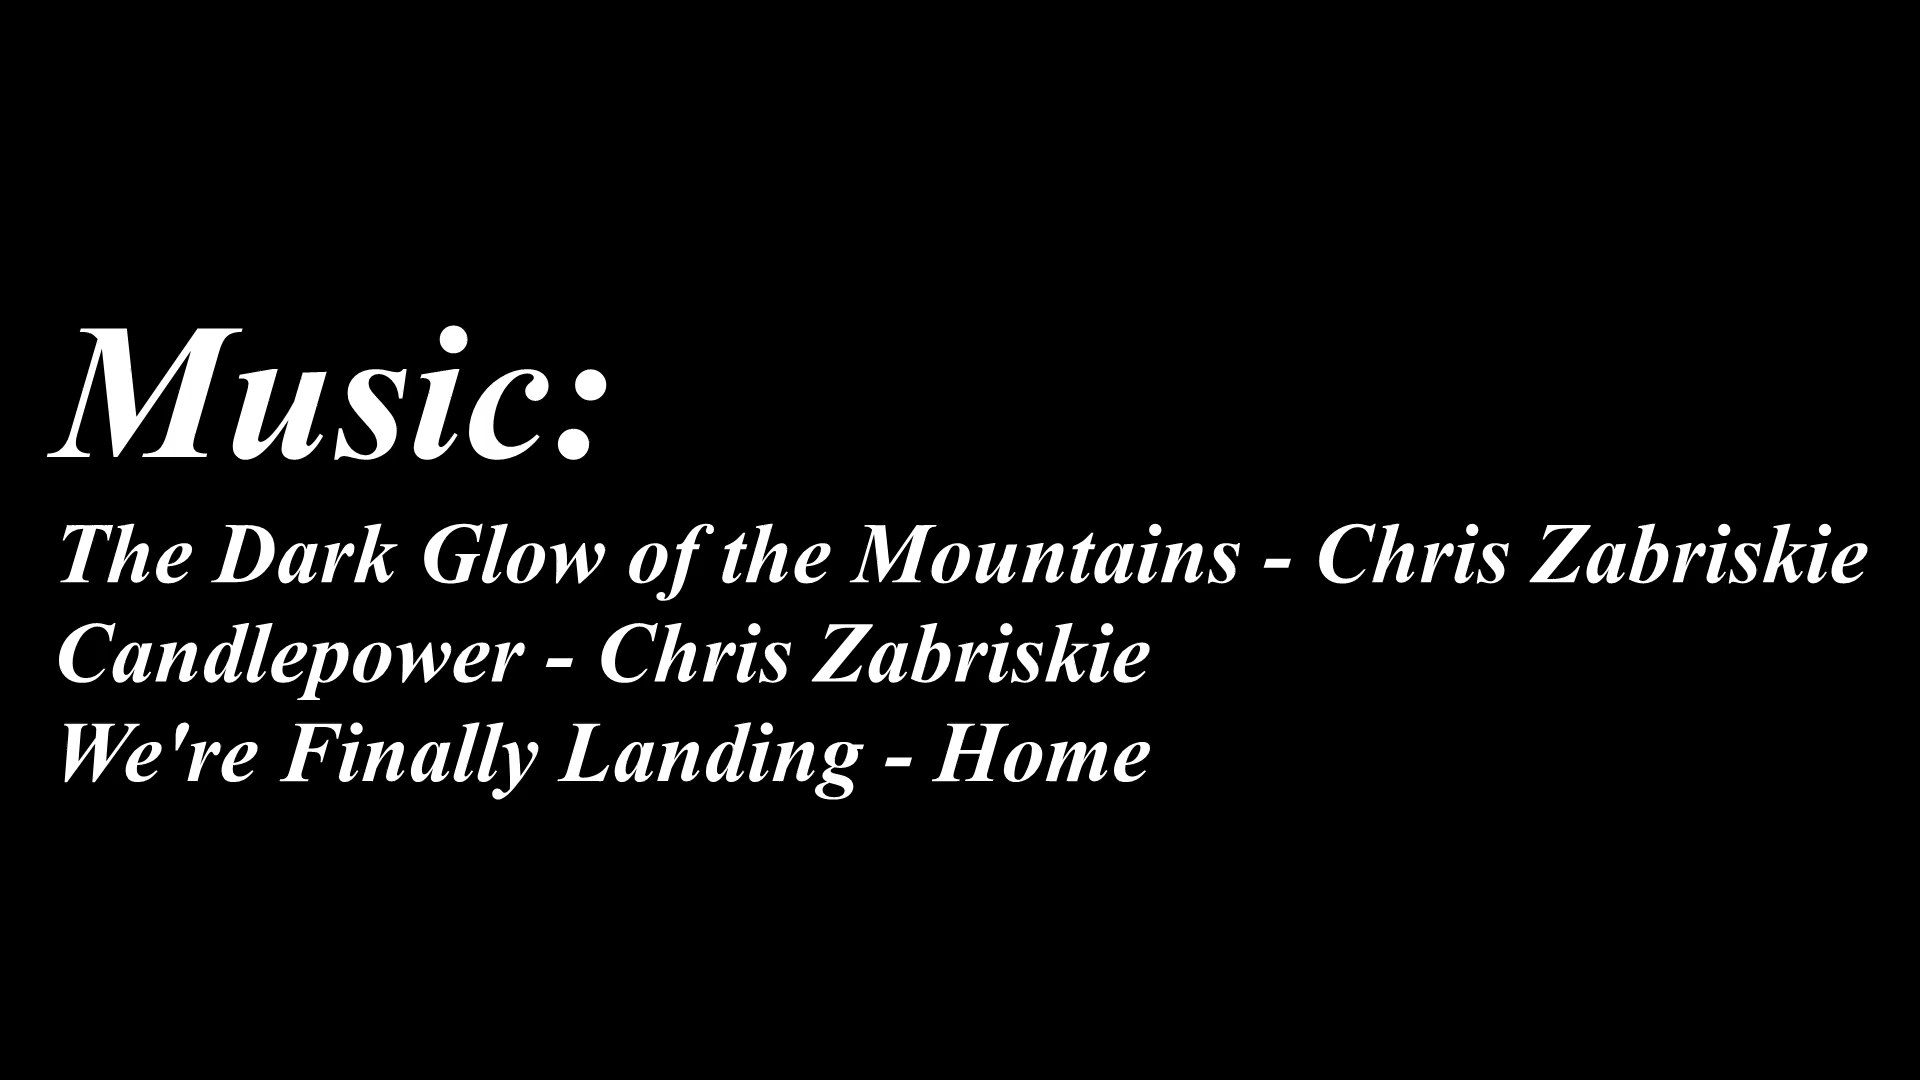 Music:
The Dark Glow of the Mountains - Chris Zabriskie
Candlepower - Chris Zabriskie
We're Finally Landing - Home